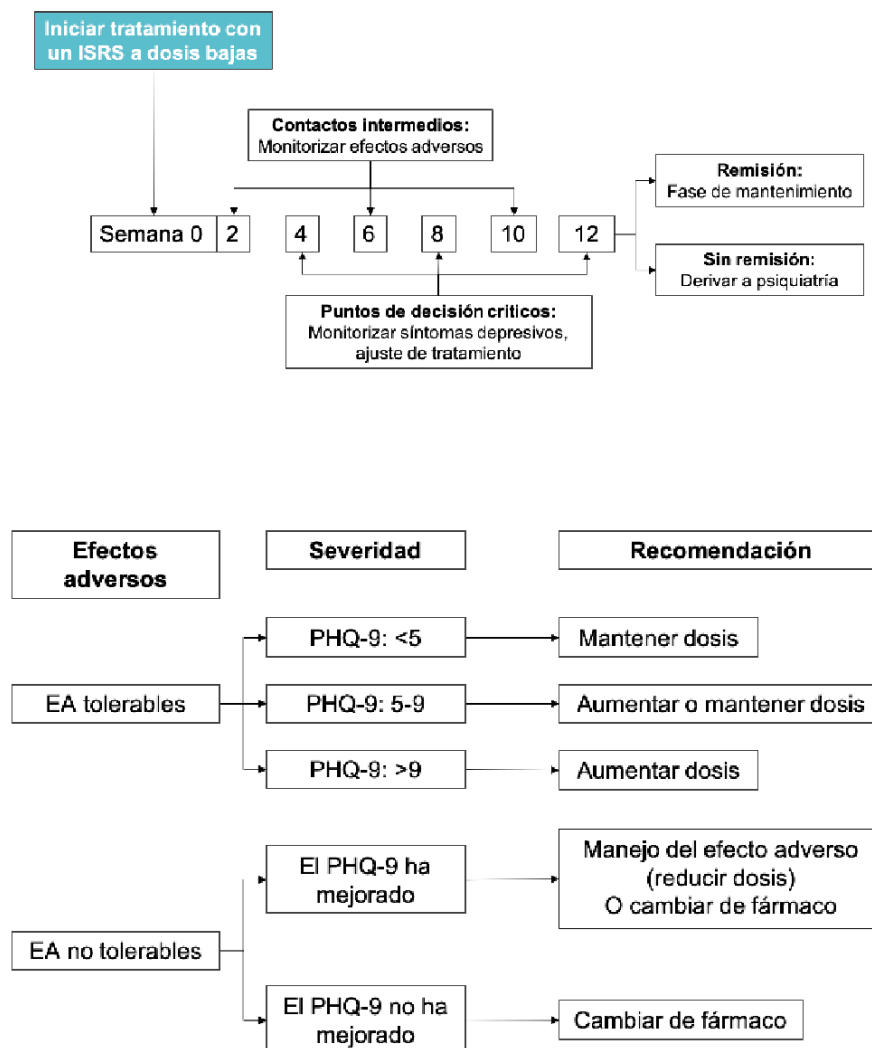 Iniciar tratamiento con
un ISRS a dosis bajas
Contactos intermedios:
Monitorizar efectos adversos
Remisión:
Fase de mantenimiento
Semana 0
2
4
6
8
10
12
Sin remisión:
Derivar a psiquiatría
Puntos de decisión criticos:
Monitorizar síntomas depresivos,
ajuste de tratamiento
Efectos
adversos
Severidad
Recomendación
PHQ-9: <5
Mantener dosis
EA tolerables
PHQ-9: 5-9
Aumentar o mantener dosis
PHQ-9: >9
Aumentar dosis
El PHQ-9 ha
mejorado
Manejo del efecto adverso
(reducir dosis)
O cambiar de fármaco
EA no tolerables
El PHQ-9 no ha
mejorado
Cambiar de fármaco